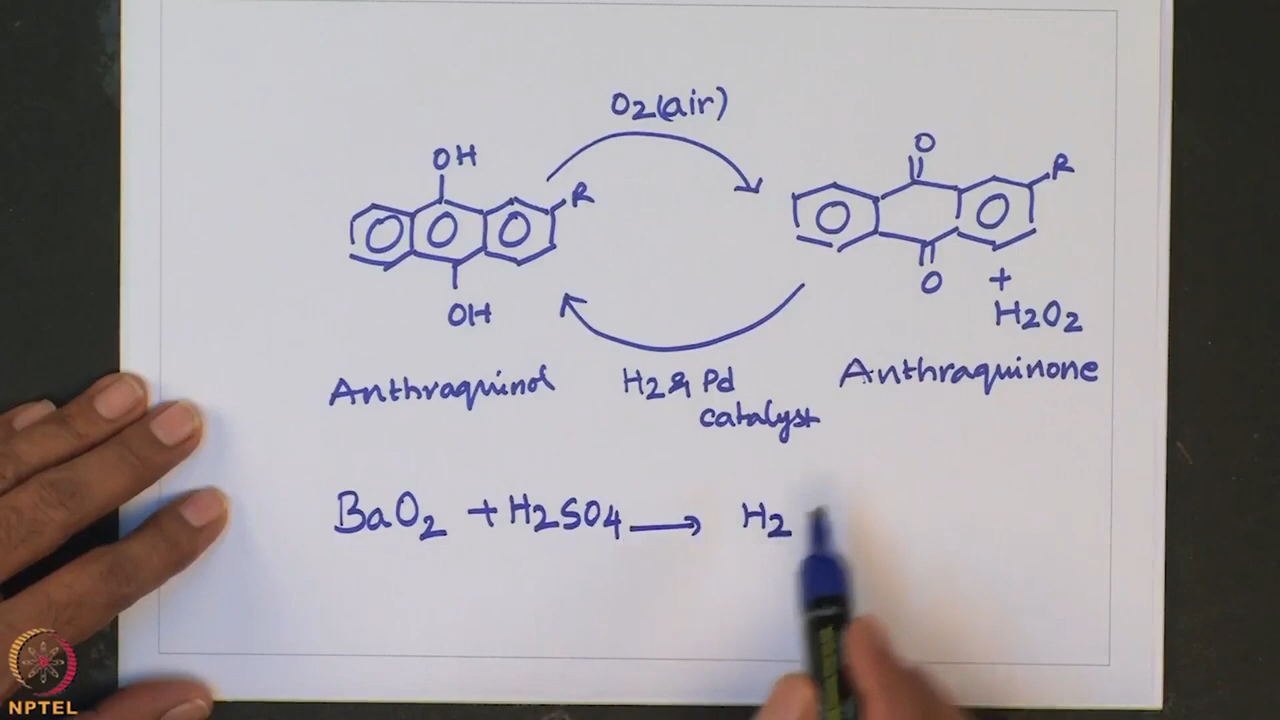 O2(air)
OH
R
OH
O
R
O
+
H2O2
Anthraquinol
H2 & Pd
catalyst
Anthraquinone
BaO2 + H2SO4 → H2
NPTEL